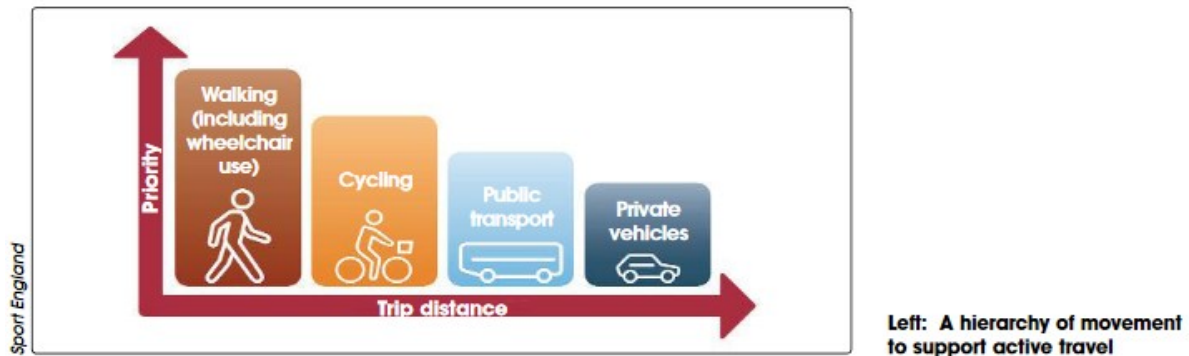 Walking
(including
wheelchair
use)
Cycling
Public
transport
Private
vehicles
Priority
Trip distance
Sport England
Left: A hierarchy of movement
to support active travel